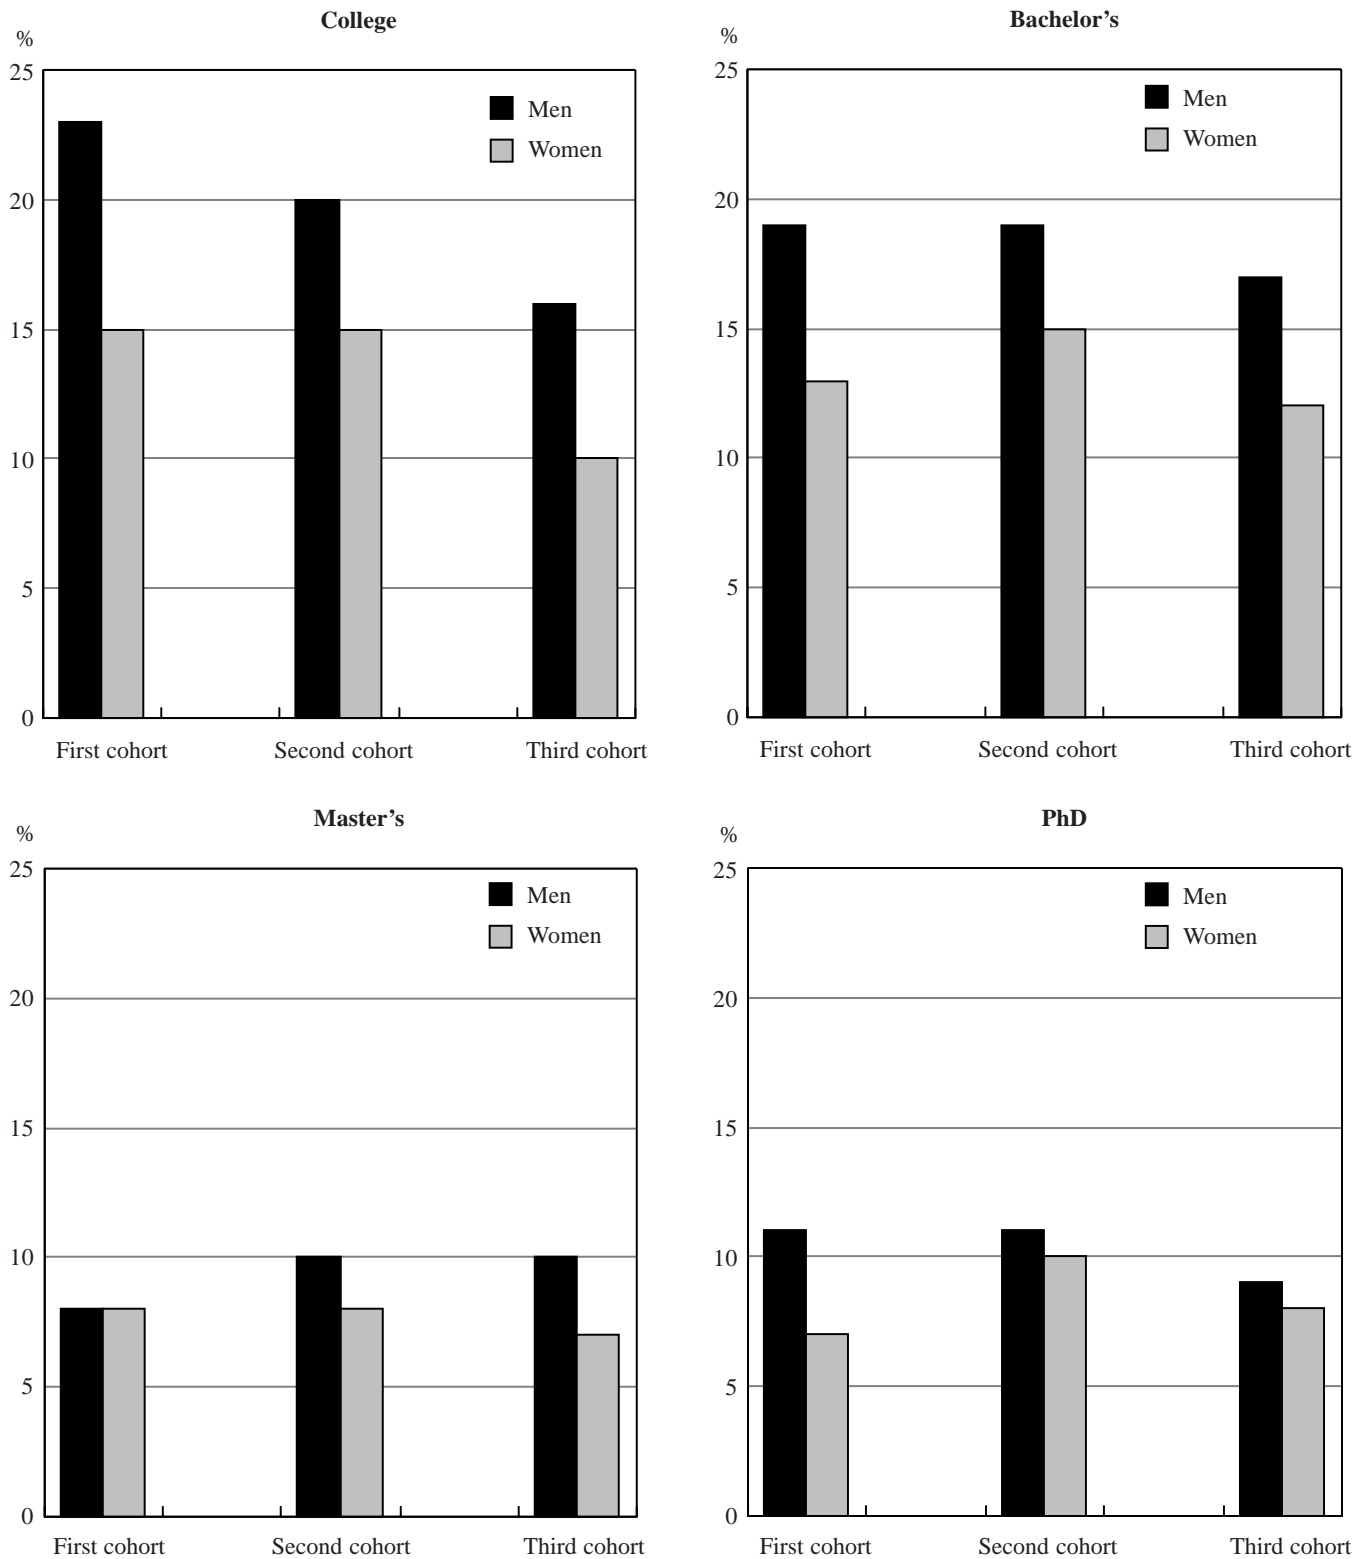 College
%
25
20
15
10
5
0
Men
Women
First cohort
Second cohort
Third cohort
Bachelor’s
%
25
20
15
10
5
0
Men
Women
First cohort
Second cohort
Third cohort
Master’s
%
25
20
15
10
5
0
Men
Women
First cohort
Second cohort
Third cohort
PhD
%
25
20
15
10
5
0
Men
Women
First cohort
Second cohort
Third cohort